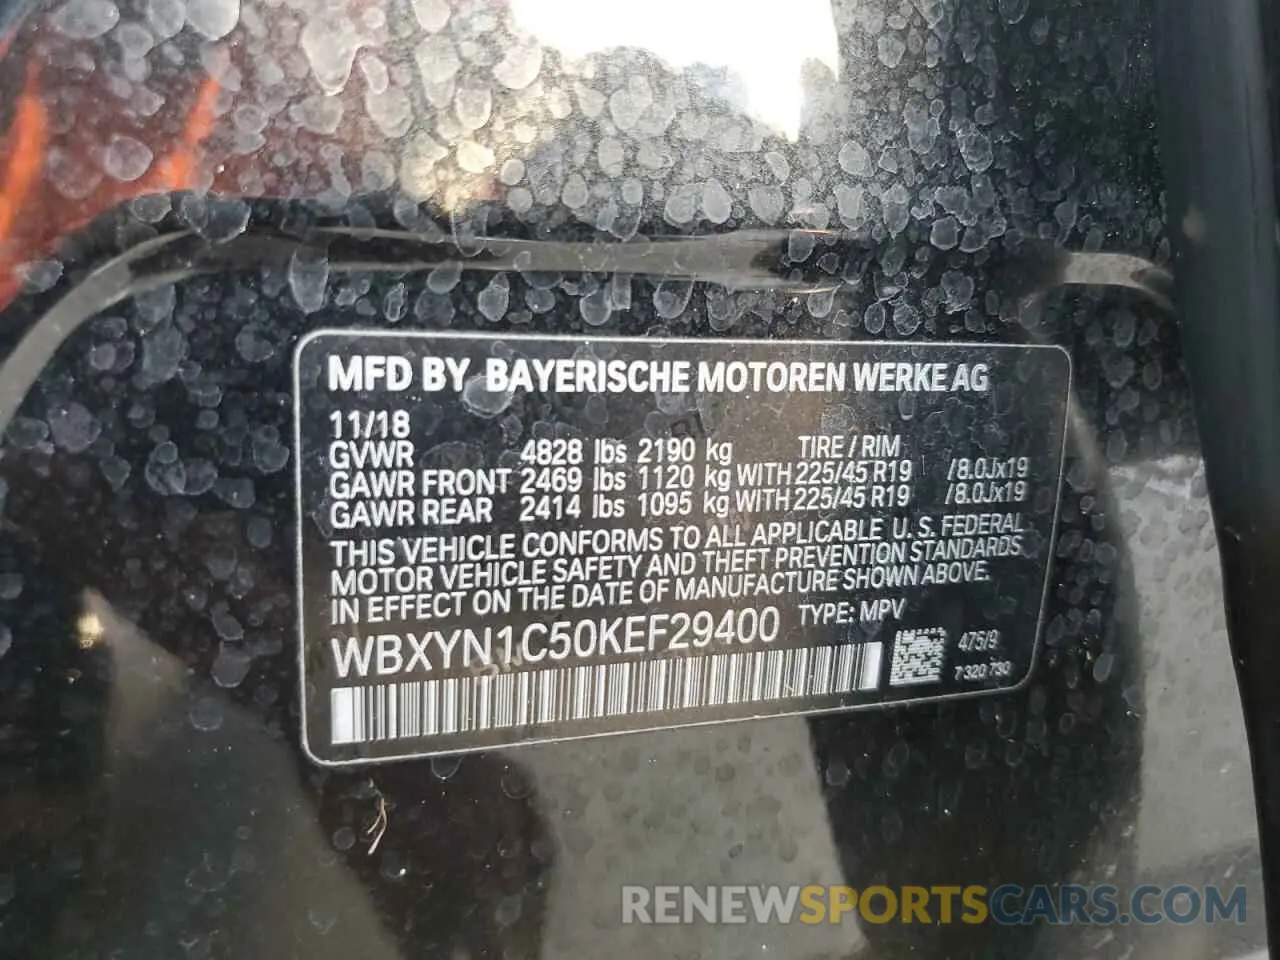 MFD BY BAYERISCHE MOTOREN WERKE AG
11/18
GVWR 4828 lbs 2190 kg TIRE / RIM
GAWR FRONT 2469 lbs 1120 kg WITH 225/45 R19 /8.0Jx19
GAWR REAR 2414 lbs 1095 kg WITH 225/45 R19 /8.0Jx19
THIS VEHICLE CONFORMS TO ALL APPLICABLE U. S. FEDERAL
MOTOR VEHICLE SAFETY AND THEFT PREVENTION STANDARDS
IN EFFECT ON THE DATE OF MANUFACTURE SHOWN ABOVE.
WBXYN1C50KEF29400 TYPE: MPV
475/9
7 320 730
RENEWSPORTSCARS.COM